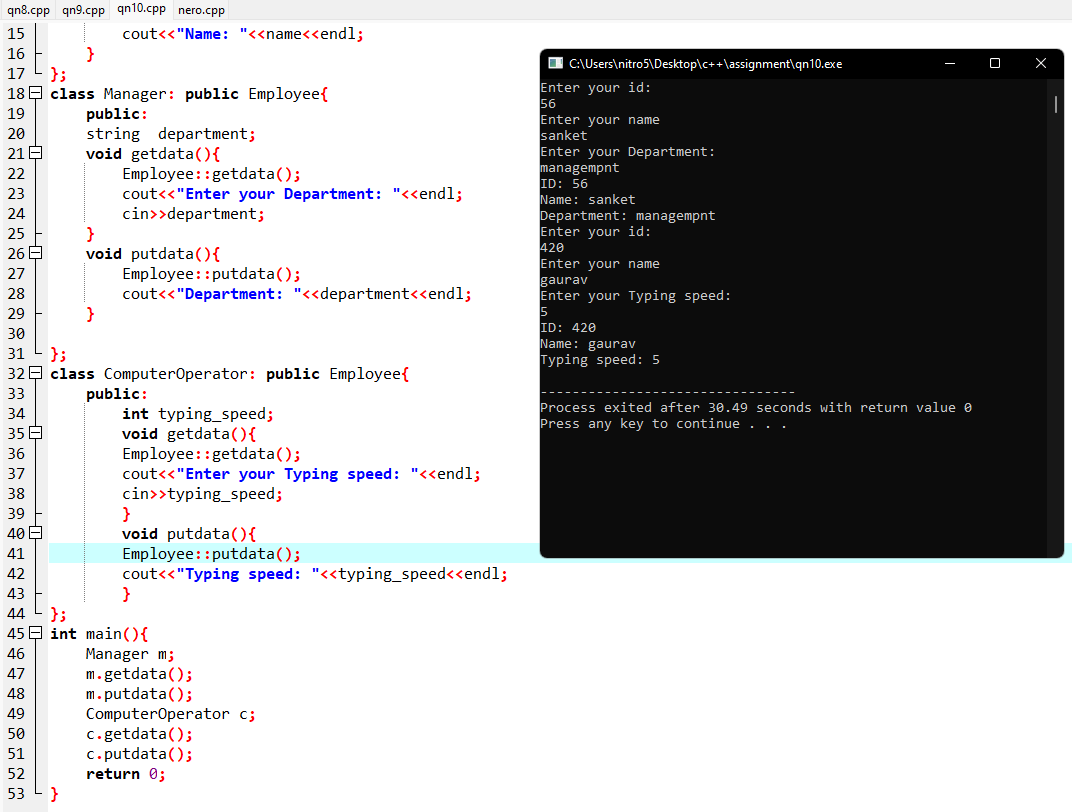 qn8.cpp qn9.cpp qn10.cpp nero.cpp
15 cout<<"Name: "<<name<<endl;
16 }
17 };
18 class Manager: public Employee{
19 public:
20 string  department;
21 void getdata(){
22 Employee::getdata();
23 cout<<"Enter your Department: "<<endl;
24 cin>>department;
25 }
26 void putdata(){
27 Employee::putdata();
28 cout<<"Department: "<<department<<endl;
29 }
30
31 };
32 class ComputerOperator: public Employee{
33 public:
34 int typing_speed;
35 void getdata(){
36 Employee::getdata();
37 cout<<"Enter your Typing speed: "<<endl;
38 cin>>typing_speed;
39 }
40 void putdata(){
41 Employee::putdata();
42 cout<<"Typing speed: "<<typing_speed<<endl;
43 }
44 };
45 int main(){
46 Manager m;
47 m.getdata();
48 m.putdata();
49 ComputerOperator c;
50 c.getdata();
51 c.putdata();
52 return 0;
53 }
C:\Users\nitro5\Desktop\c++\assignment\qn10.exe
Enter your id:
56
Enter your name
sanket
Enter your Department:
managempnt
ID: 56
Name: sanket
Department: managempnt
Enter your id:
420
Enter your name
gaurav
Enter your Typing speed:
5
ID: 420
Name: gaurav
Typing speed: 5
--------------------------------
Process exited after 30.49 seconds with return value 0
Press any key to continue . . .